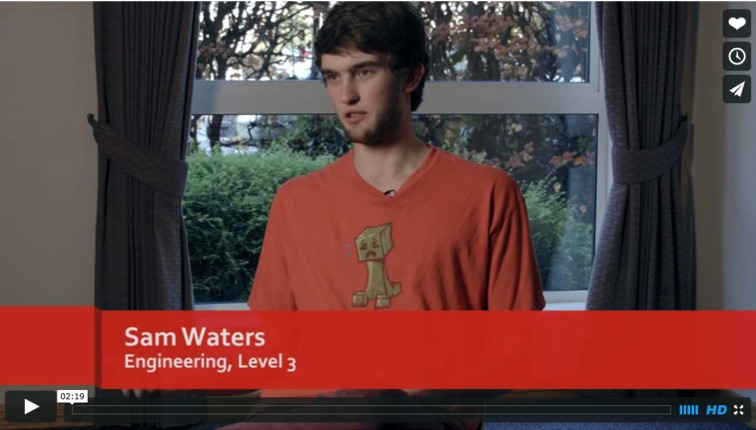 Sam Waters
Engineering, Level 3
02:19
HD